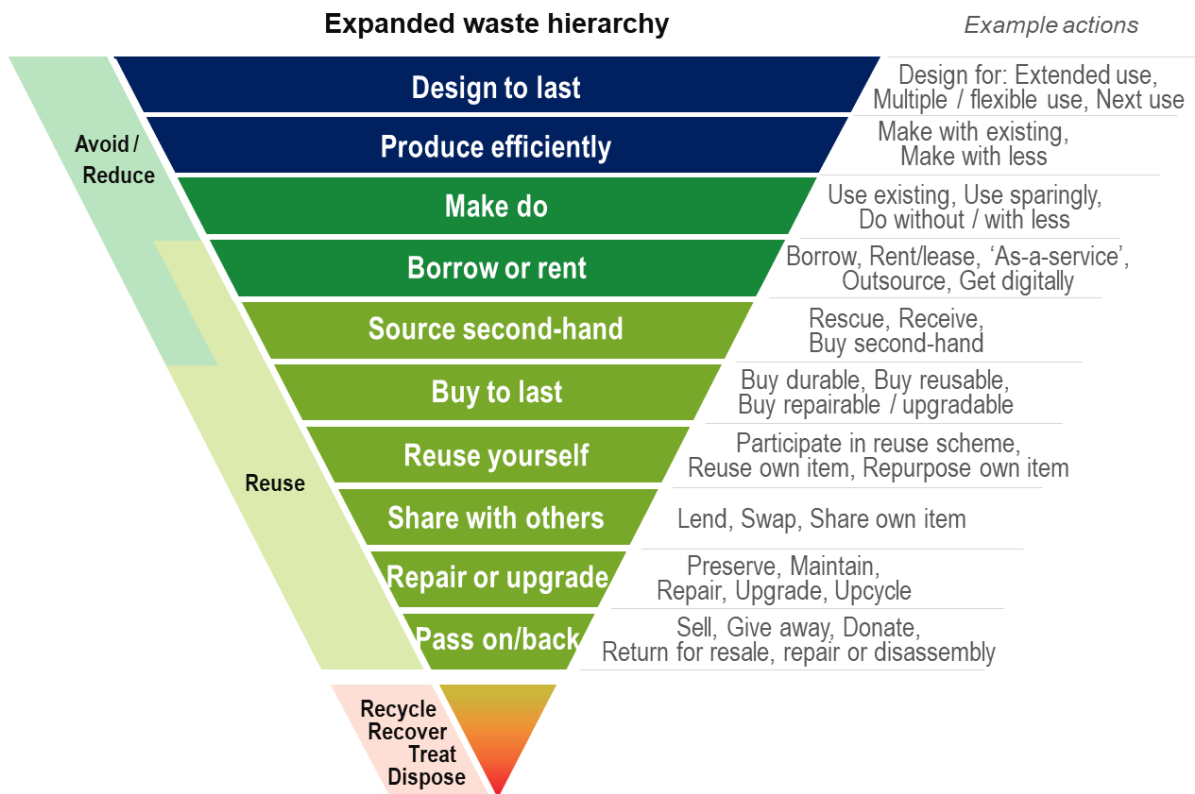 Expanded waste hierarchy
Example actions
Avoid /
Reduce
Design to last
Design for: Extended use,
Multiple / flexible use, Next use
Produce efficiently
Make with existing,
Make with less
Make do
Use existing, Use sparingly,
Do without / with less
Borrow or rent
Borrow, Rent/lease, ‘As-a-service’,
Outsource, Get digitally
Source second-hand
Rescue, Receive,
Buy second-hand
Buy to last
Buy durable, Buy reusable,
Buy repairable / upgradable
Reuse
Reuse yourself
Participate in reuse scheme,
Reuse own item, Repurpose own item
Share with others
Lend, Swap, Share own item
Repair or upgrade
Preserve, Maintain,
Repair, Upgrade, Upcycle
Pass on/back
Sell, Give away, Donate,
Return for resale, repair or disassembly
Recycle
Recover
Treat
Dispose